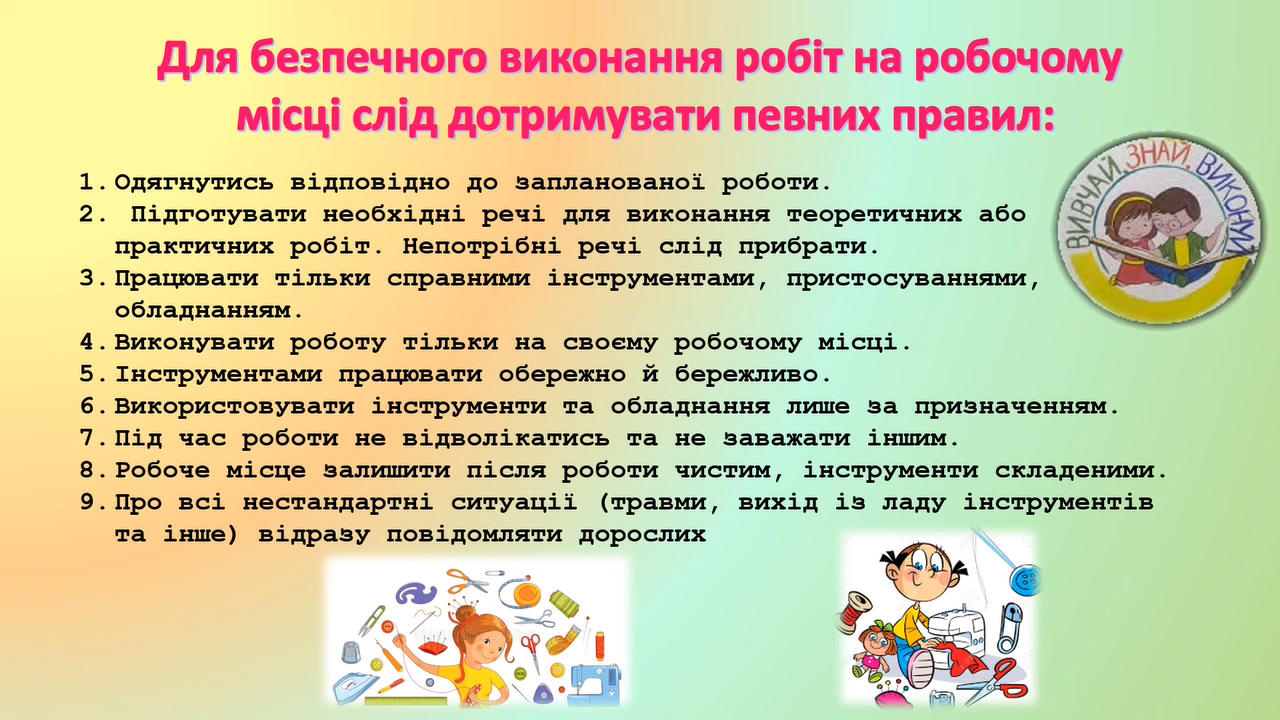 Для безпечного виконання робіт на робочому
місці слід дотримувати певних правил:
ВИВЧАЙ, ЗНАЙ, ВИКОНУЙ
1. Одягнутись відповідно до запланованої роботи.
2. Підготувати необхідні речі для виконання теоретичних або
практичних робіт. Непотрібні речі слід прибрати.
3. Працювати тільки справними інструментами, пристосуваннями,
обладнанням.
4. Виконувати роботу тільки на своєму робочому місці.
5. Інструментами працювати обережно й бережливо.
6. Використовувати інструменти та обладнання лише за призначенням.
7. Під час роботи не відволікатись та не заважати іншим.
8. Робоче місце залишити після роботи чистим, інструменти складеними.
9. Про всі нестандартні ситуації (травми, вихід із ладу інструментів
та інше) відразу повідомляти дорослих